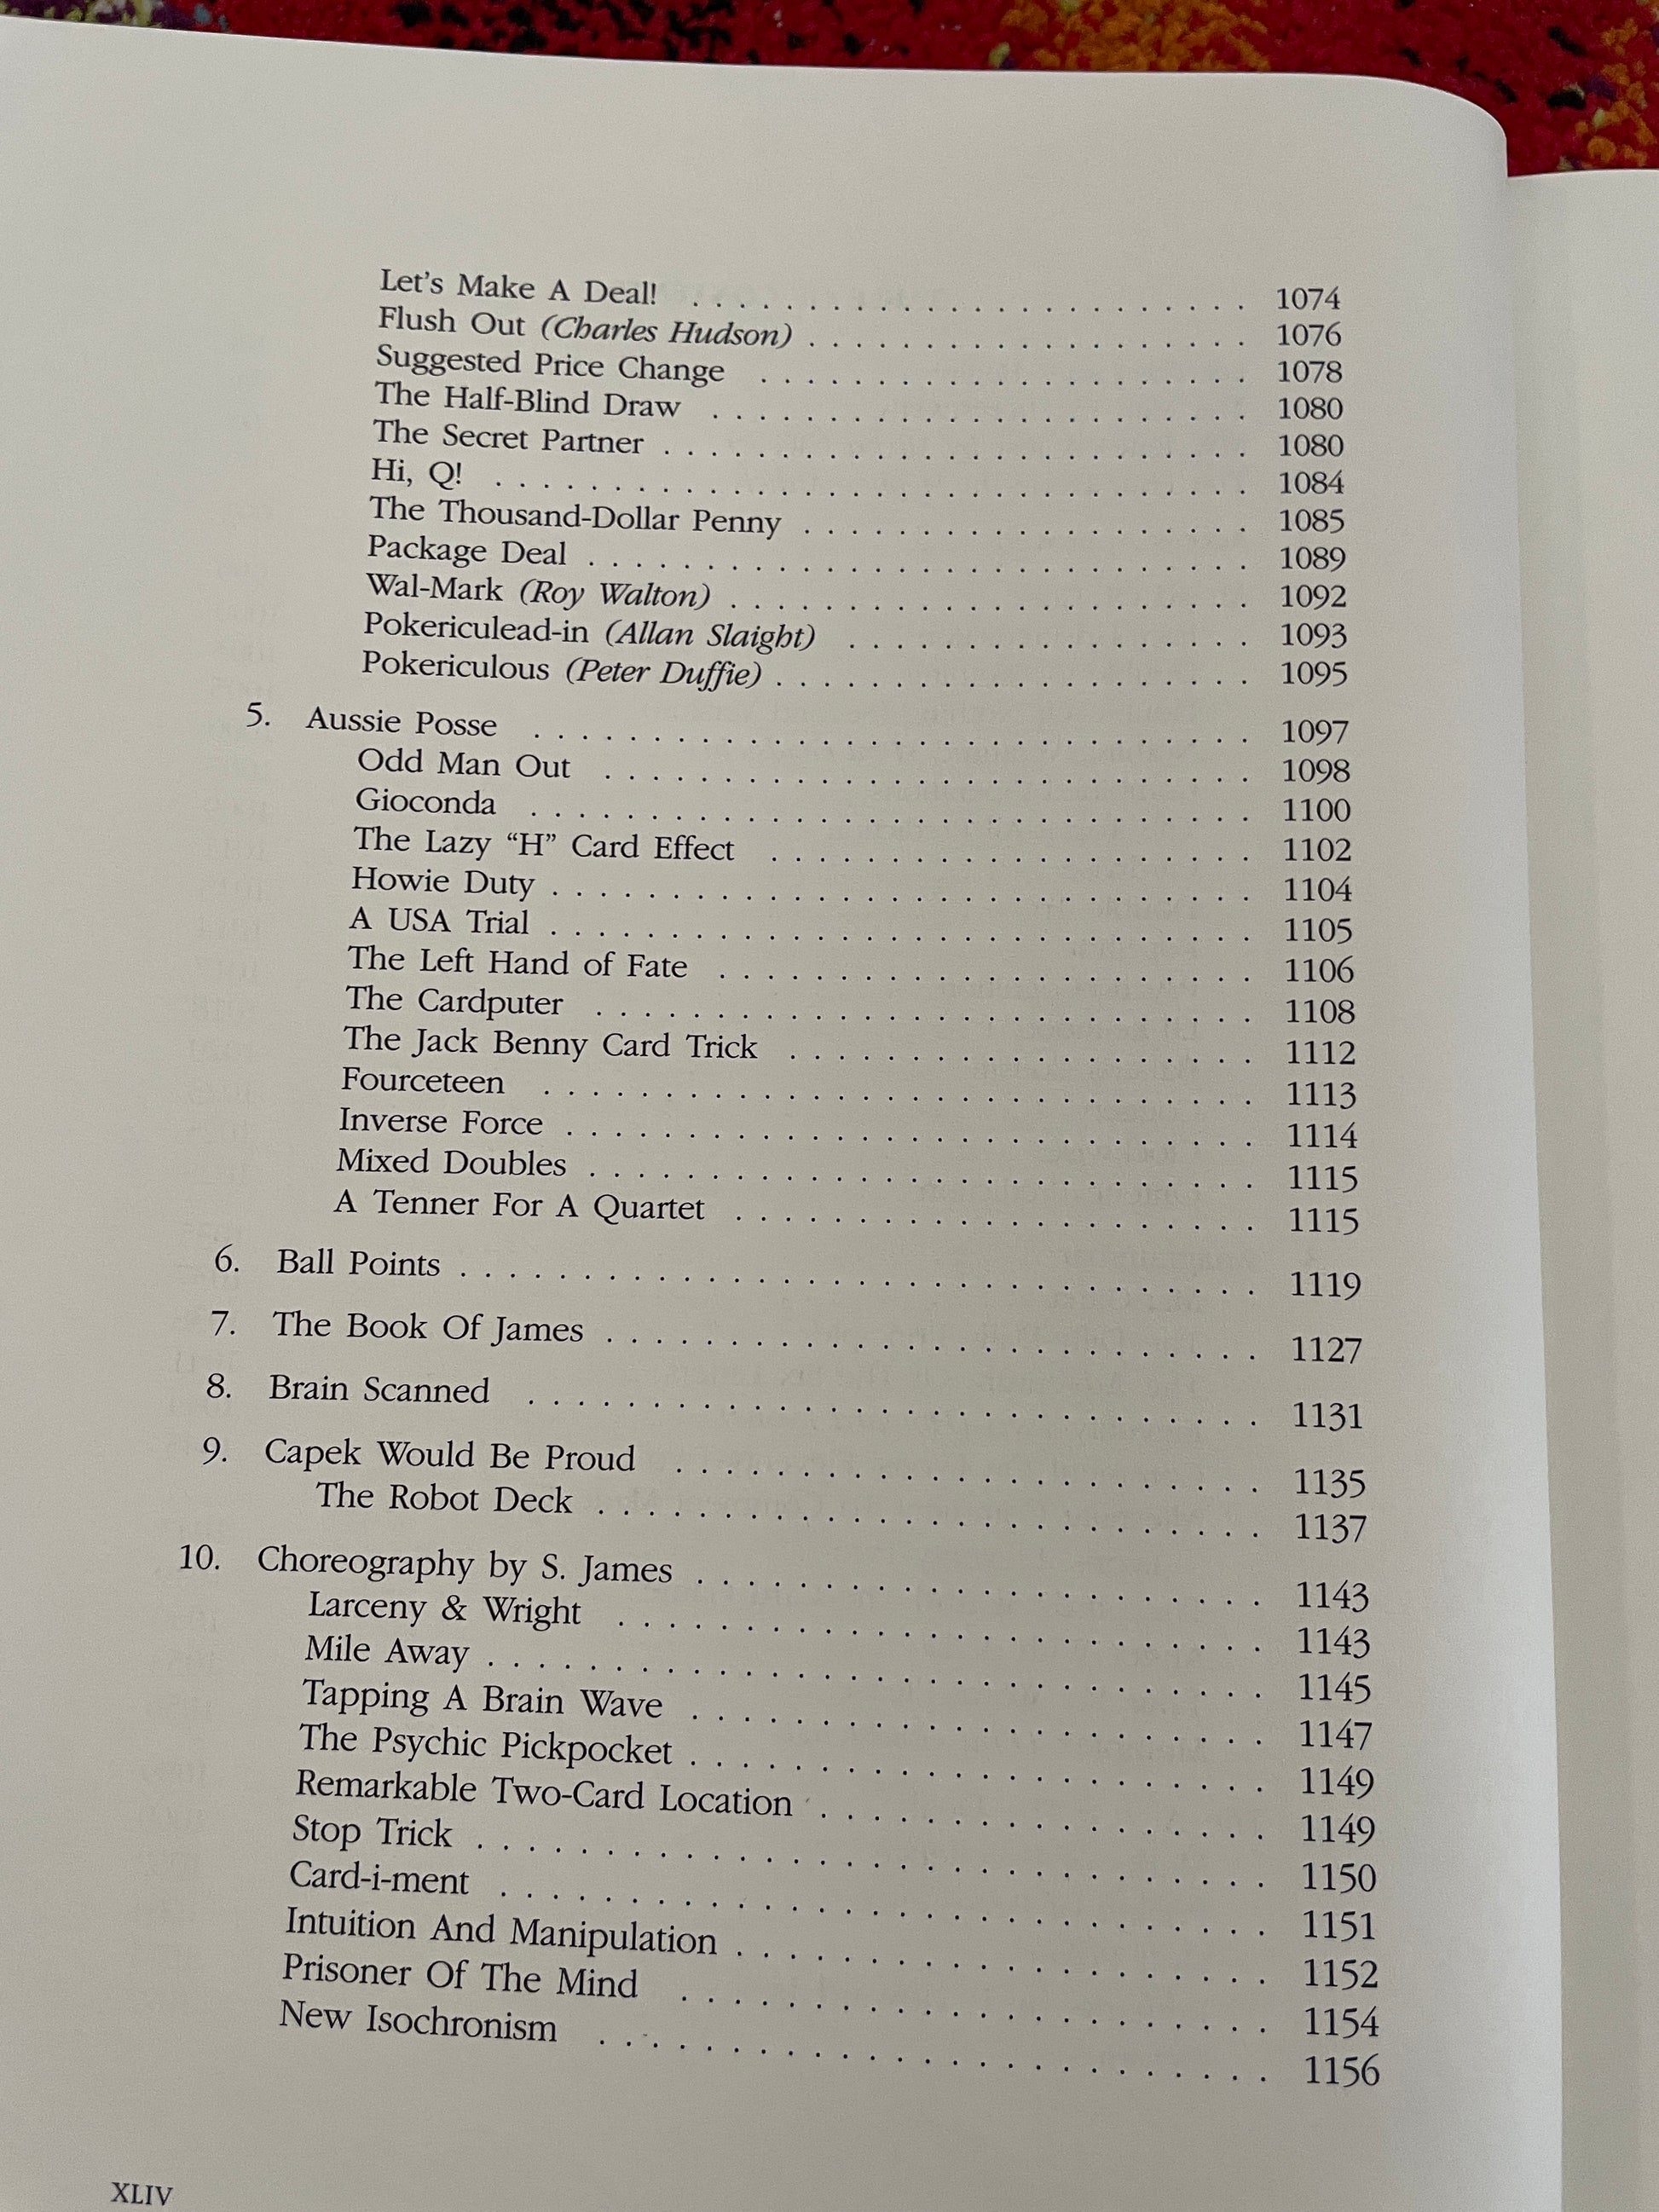 Let's Make A Deal! . . . . . . . . . . . . . . . . . . . . . . . 1074
Flush Out (Charles Hudson) . . . . . . . . . . . . . . . . . . 1076
Suggested Price Change . . . . . . . . . . . . . . . . . . . . 1078
The Half-Blind Draw . . . . . . . . . . . . . . . . . . . . . . 1080
The Secret Partner . . . . . . . . . . . . . . . . . . . . . . . . 1080
Hi, Q! . . . . . . . . . . . . . . . . . . . . . . . . . . . . . . . 1084
The Thousand-Dollar Penny . . . . . . . . . . . . . . . . . . 1085
Package Deal . . . . . . . . . . . . . . . . . . . . . . . . . . . 1089
Wal-Mark (Roy Walton) . . . . . . . . . . . . . . . . . . . . . 1092
Pokericulead-in (Allan Slaight) . . . . . . . . . . . . . . . . 1093
Pokericulous (Peter Duffie) . . . . . . . . . . . . . . . . . . . 1095
5. Aussie Posse . . . . . . . . . . . . . . . . . . . . . . . . . . . . . 1097
Odd Man Out . . . . . . . . . . . . . . . . . . . . . . . . . . 1098
Gioconda . . . . . . . . . . . . . . . . . . . . . . . . . . . . . 1100
The Lazy “H” Card Effect . . . . . . . . . . . . . . . . . . . 1102
Howie Duty . . . . . . . . . . . . . . . . . . . . . . . . . . . . 1104
A USA Trial . . . . . . . . . . . . . . . . . . . . . . . . . . . . 1105
The Left Hand of Fate . . . . . . . . . . . . . . . . . . . . . 1106
The Cardputer . . . . . . . . . . . . . . . . . . . . . . . . . . 1108
The Jack Benny Card Trick . . . . . . . . . . . . . . . . . . 1112
Fourceteen . . . . . . . . . . . . . . . . . . . . . . . . . . . . 1113
Inverse Force . . . . . . . . . . . . . . . . . . . . . . . . . . . 1114
Mixed Doubles . . . . . . . . . . . . . . . . . . . . . . . . . . 1115
A Tenner For A Quartet . . . . . . . . . . . . . . . . . . . . 1115
6. Ball Points . . . . . . . . . . . . . . . . . . . . . . . . . . . . . . . 1119
7. The Book Of James . . . . . . . . . . . . . . . . . . . . . . . . . 1127
8. Brain Scanned . . . . . . . . . . . . . . . . . . . . . . . . . . . . 1131
9. Capek Would Be Proud . . . . . . . . . . . . . . . . . . . . . . 1135
The Robot Deck . . . . . . . . . . . . . . . . . . . . . . . . . . 1137
10. Choreography by S. James . . . . . . . . . . . . . . . . . . . . . 1143
Larceny & Wright . . . . . . . . . . . . . . . . . . . . . . . . 1143
Mile Away . . . . . . . . . . . . . . . . . . . . . . . . . . . . . 1145
Tapping A Brain Wave . . . . . . . . . . . . . . . . . . . . . 1147
The Psychic Pickpocket . . . . . . . . . . . . . . . . . . . . . 1149
Remarkable Two-Card Location . . . . . . . . . . . . . . . . 1149
Stop Trick . . . . . . . . . . . . . . . . . . . . . . . . . . . . . 1150
Card-i-ment . . . . . . . . . . . . . . . . . . . . . . . . . . . . 1151
Intuition And Manipulation . . . . . . . . . . . . . . . . . . . 1152
Prisoner Of The Mind . . . . . . . . . . . . . . . . . . . . . . 1154
New Isochronism . . . . . . . . . . . . . . . . . . . . . . . . . 1156
XLIV